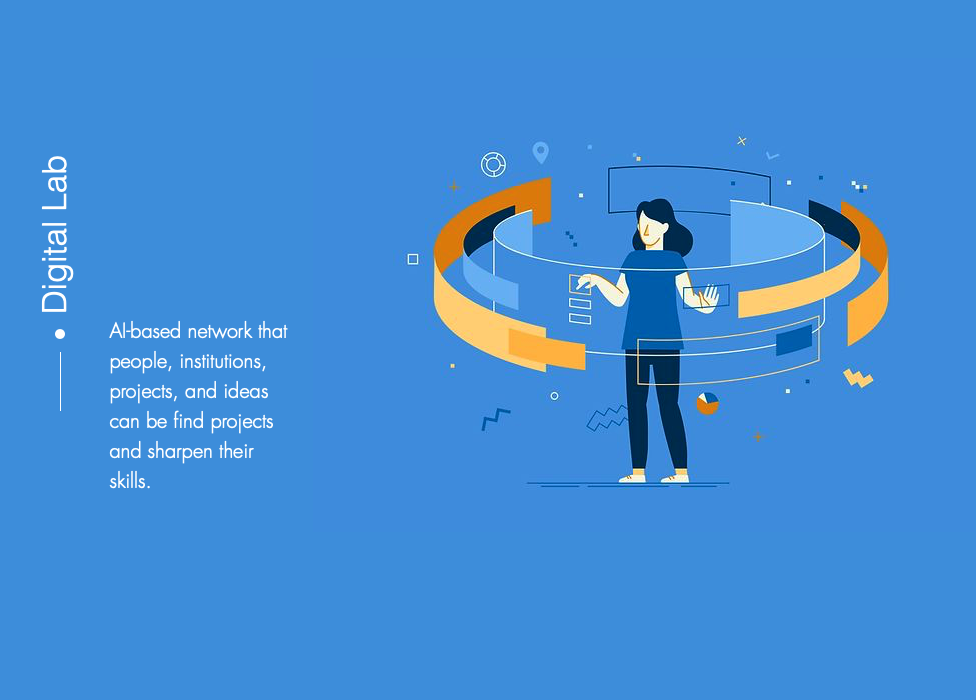 Digital Lab
AI-based network that
people, institutions,
projects, and ideas
can be find projects
and sharpen their
skills.